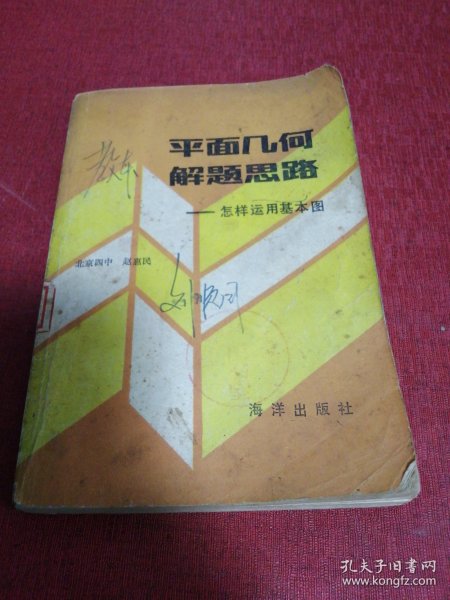 平面几何
解题思路
——怎样运用基本图
北京四中 赵惠民
海洋出版社
孔夫子旧书网
www.kongfz.com